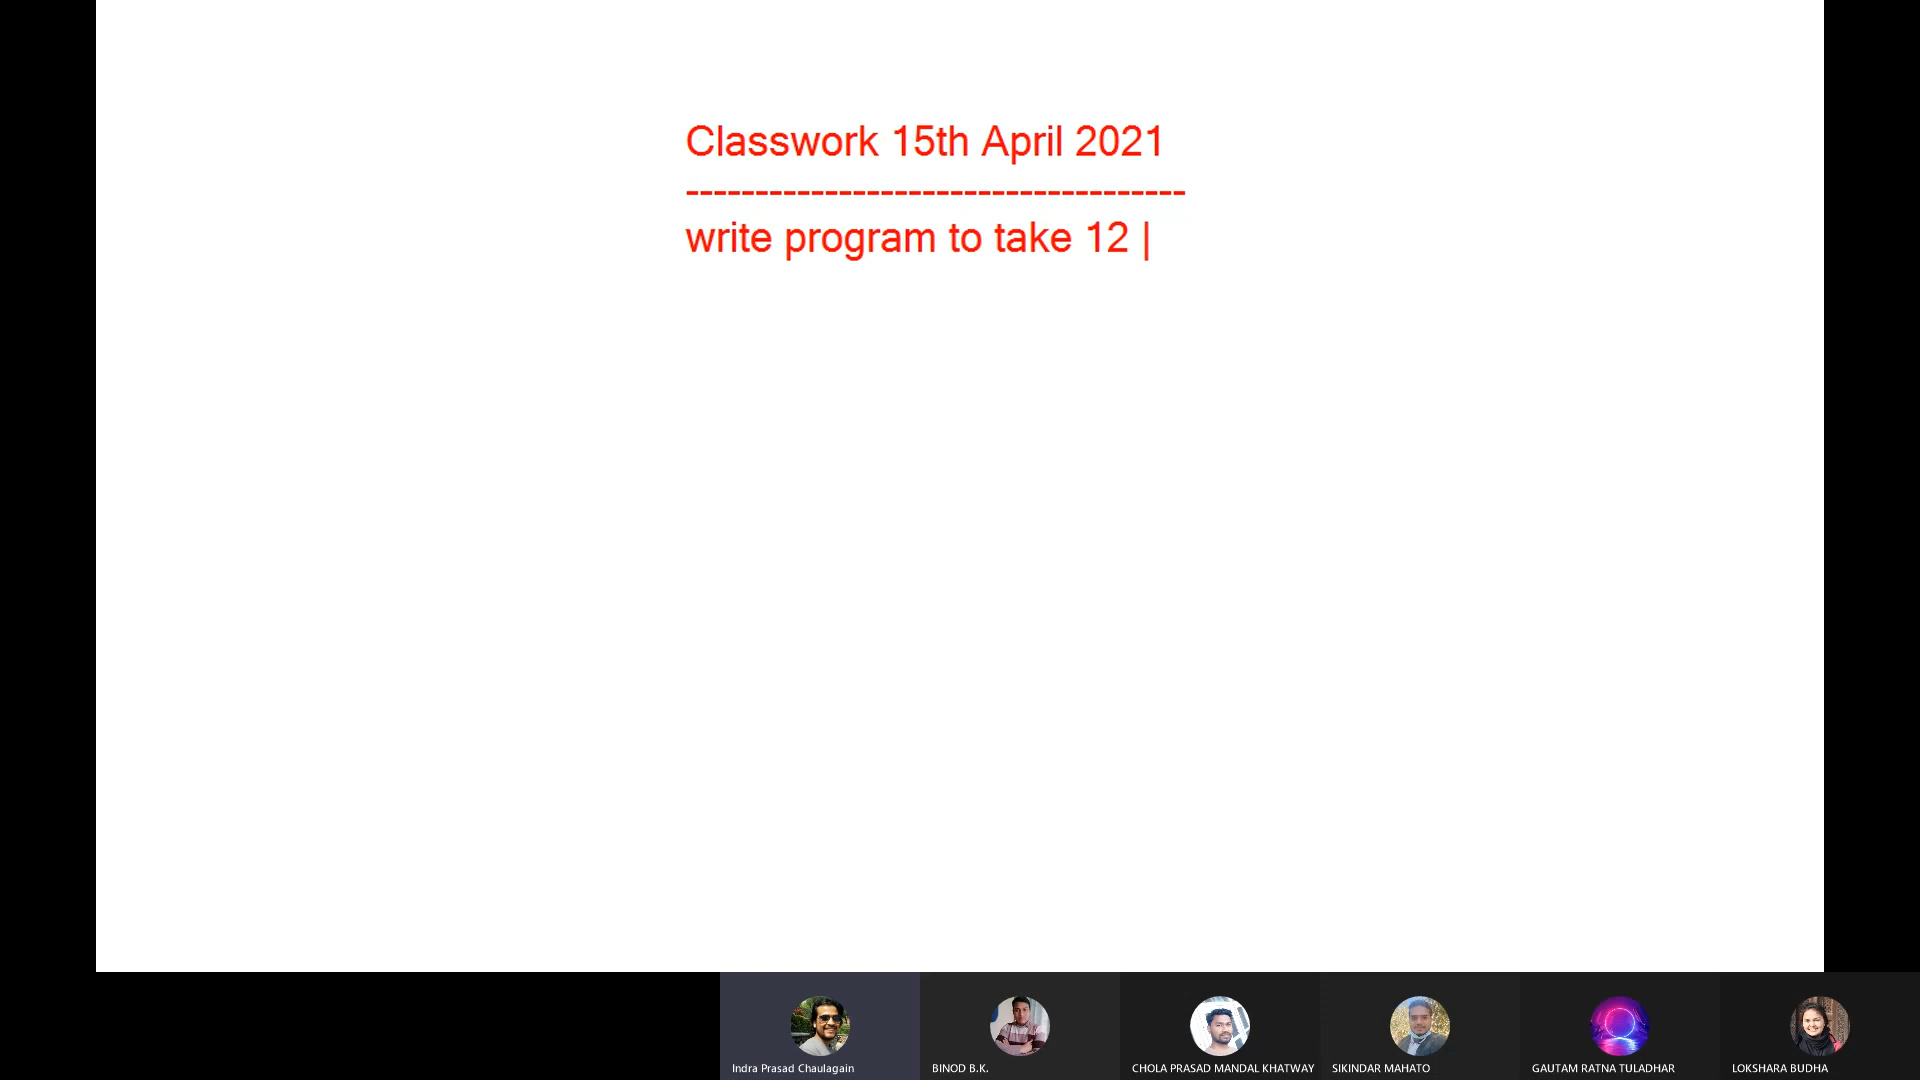 Classwork 15th April 2021
------------------------------------
write program to take 12 |
Indra Prasad Chaulagain
BINOD B.K.
CHOLA PRASAD MANDAL KHATWAY
SIKINDAR MAHATO
GAUTAM RATNA TULADHAR
LOKSHARA BUDHA